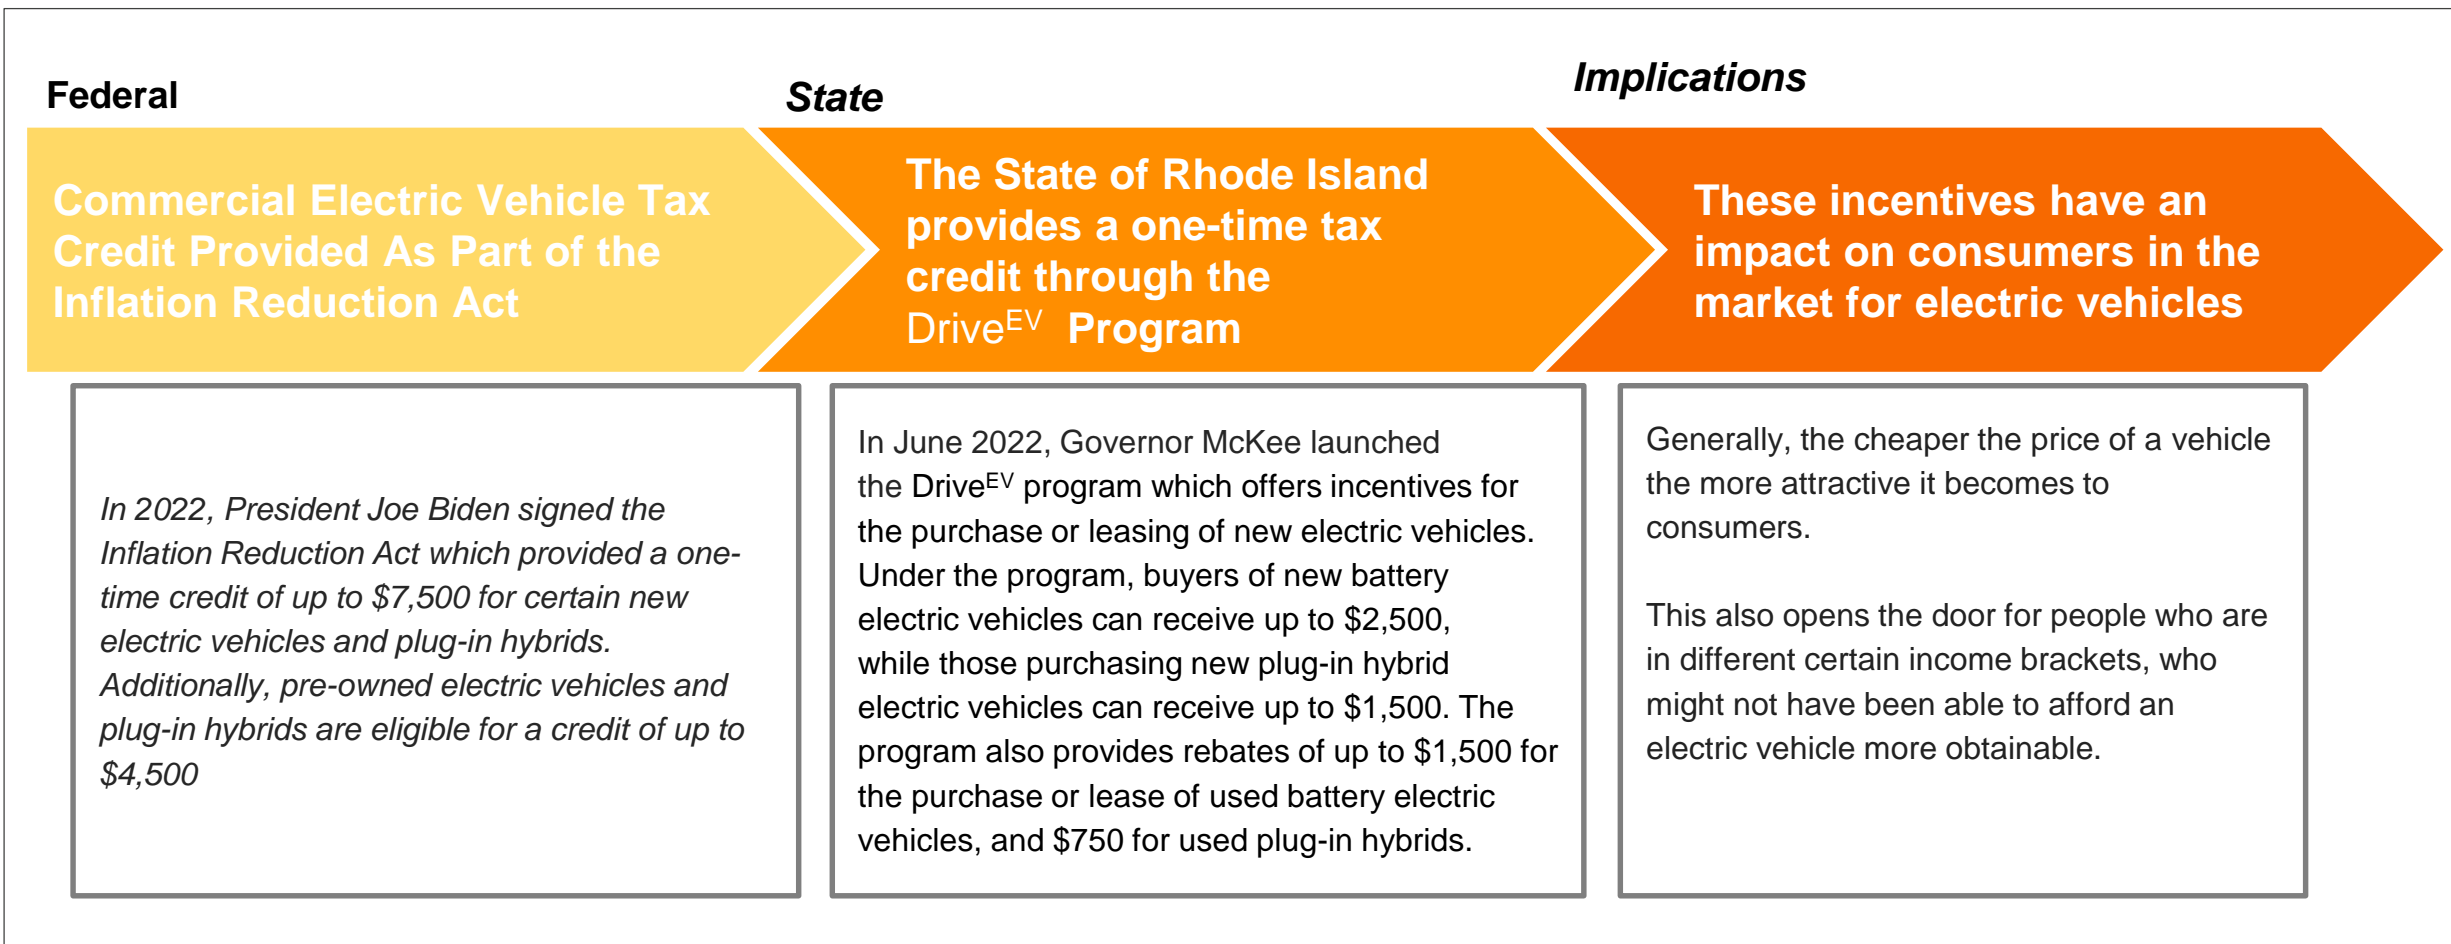 Federal
Commercial Electric Vehicle Tax
Credit Provided As Part of the
Inflation Reduction Act
In 2022, President Joe Biden signed the
Inflation Reduction Act which provided a one-
time credit of up to $7,500 for certain new
electric vehicles and plug-in hybrids.
Additionally, pre-owned electric vehicles and
plug-in hybrids are eligible for a credit of up to
$4,500
State
The State of Rhode Island
provides a one-time tax
credit through the
DriveEV Program
In June 2022, Governor McKee launched
the DriveEV program which offers incentives for
the purchase or leasing of new electric vehicles.
Under the program, buyers of new battery
electric vehicles can receive up to $2,500,
while those purchasing new plug-in hybrid
electric vehicles can receive up to $1,500. The
program also provides rebates of up to $1,500 for
the purchase or lease of used battery electric
vehicles, and $750 for used plug-in hybrids.
Implications
These incentives have an
impact on consumers in the
market for electric vehicles
Generally, the cheaper the price of a vehicle
the more attractive it becomes to
consumers.
This also opens the door for people who are
in different certain income brackets, who
might not have been able to afford an
electric vehicle more obtainable.